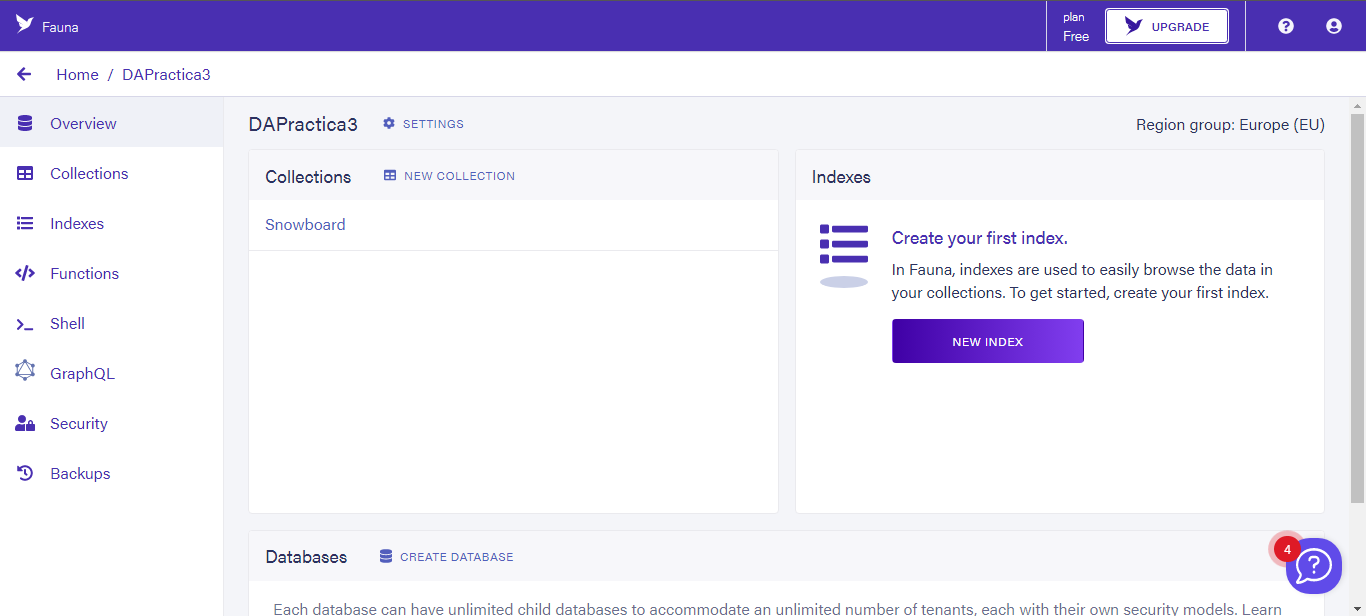 Fauna
plan
Free
UPGRADE
Home / DAPractica3
Overview
Collections
Indexes
Functions
Shell
GraphQL
Security
Backups
DAPractica3
SETTINGS
Region group: Europe (EU)
Collections
NEW COLLECTION
Snowboard
Indexes
Create your first index.
In Fauna, indexes are used to easily browse the data in
your collections. To get started, create your first index.
NEW INDEX
Databases
CREATE DATABASE
4
Each database can have unlimited child databases to accommodate an unlimited number of tenants, each with their own security models. Learn